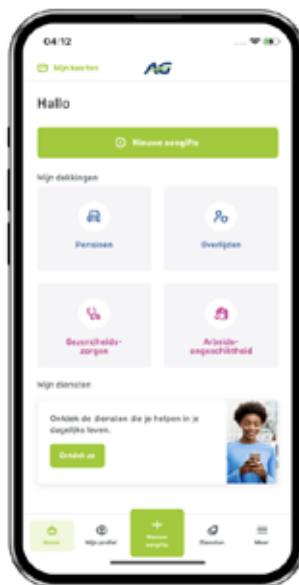 04:12
Mijn kaarten
AG
Hallo
Nieuwe aangifte
Mijn dekkingen
Pensioen
Overlijden
Gezondheids-
zorgen
Arbeids-
ongeschiktheid
Mijn diensten
Ontdek de diensten die je helpen in je
dagelijks leven.
Ontdek ze
Home
Mijn profiel
Nieuwe
aangifte
Diensten
Meer